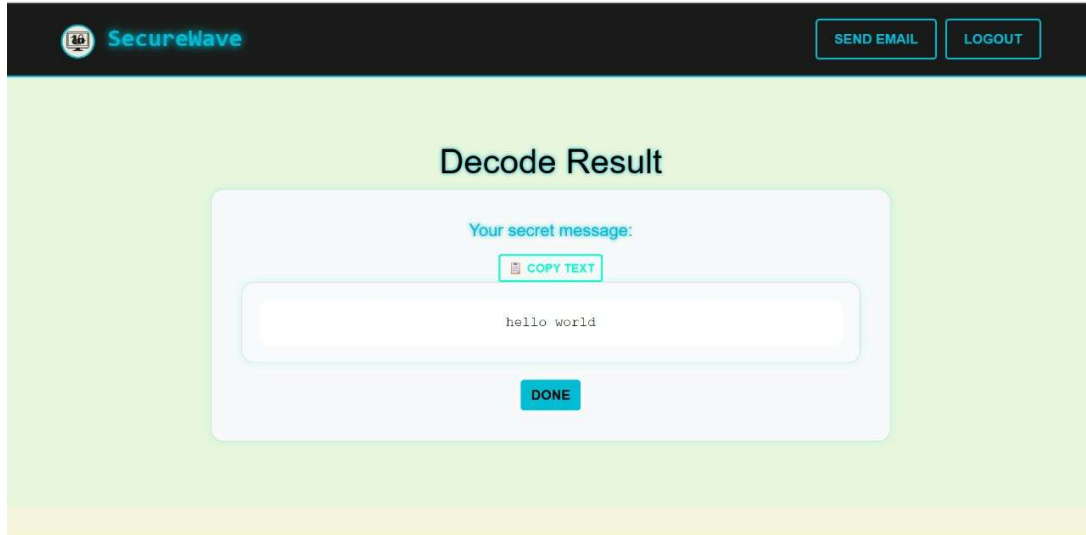 SecureWave
SEND EMAIL
LOGOUT
Decode Result
Your secret message:
COPY TEXT
hello world
DONE